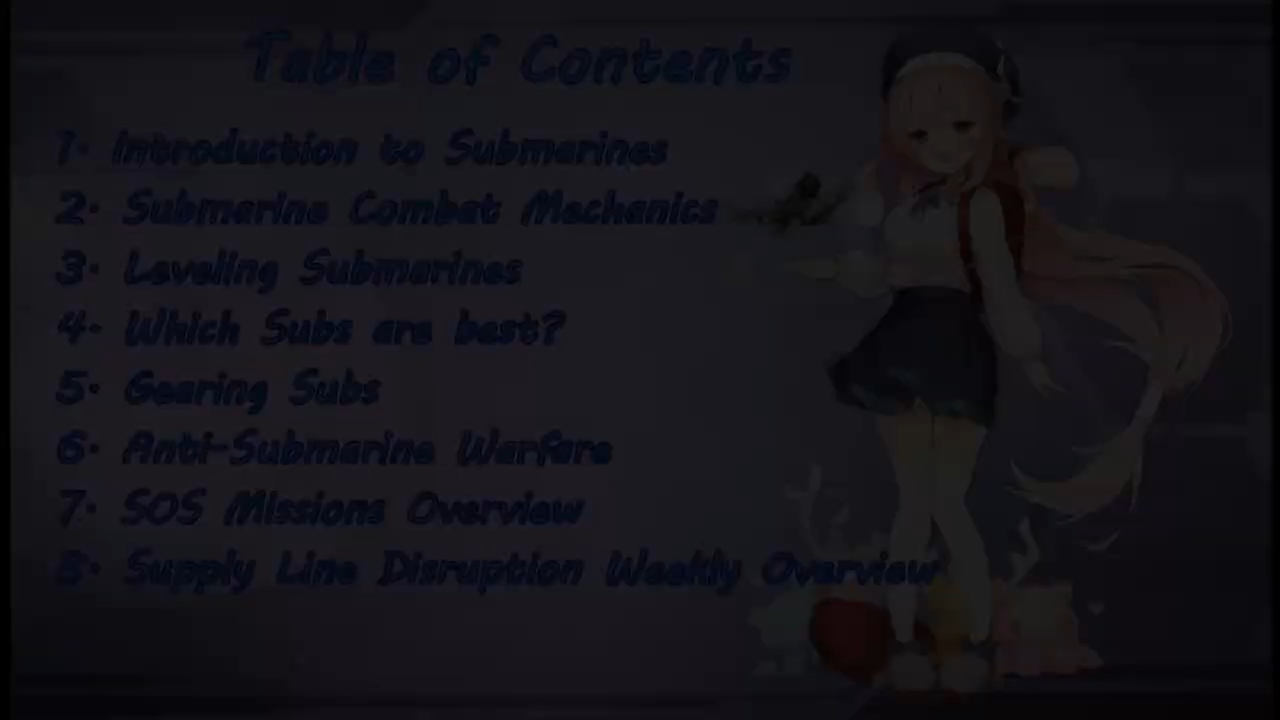 Table of Contents
1. Introduction to Submarines
2. Submarine Combat Mechanics
3. Leveling Submarines
4. Which Subs are best?
5. Gearing Subs
6. Anti-Submarine Warfare
7. SOS Missions Overview
8. Supply Line Disruption Weekly Overview